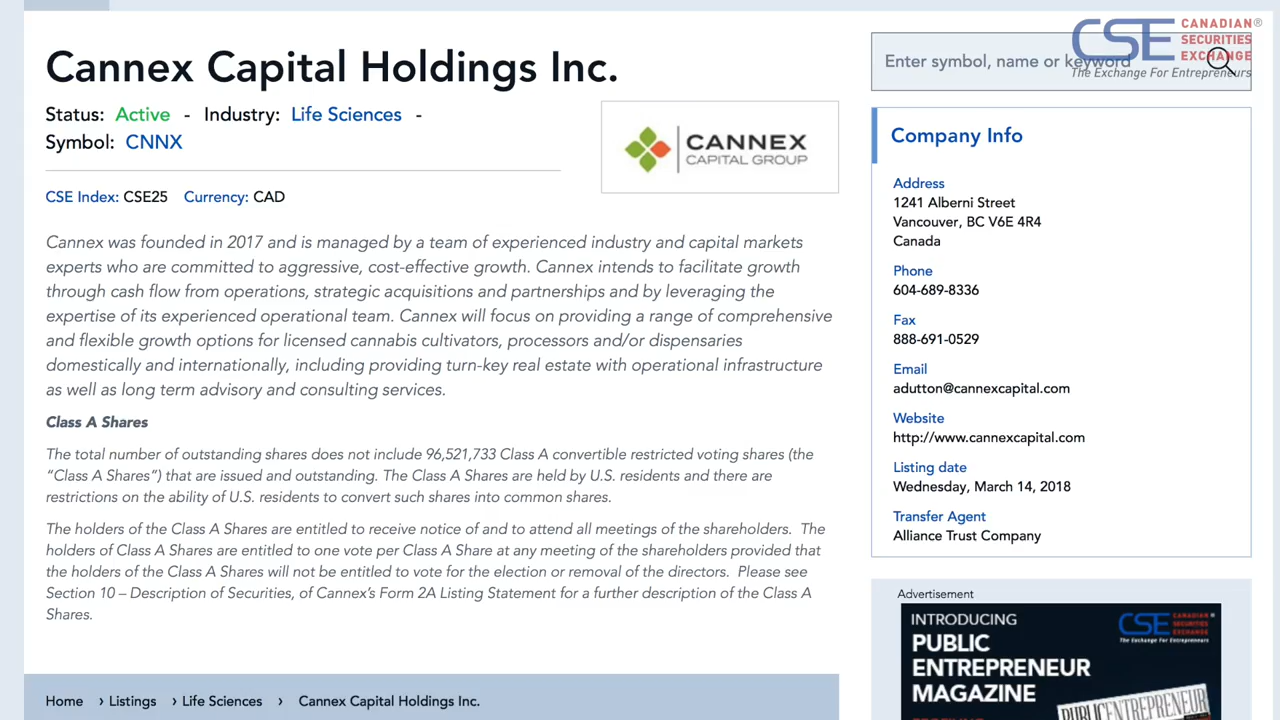 Cannex Capital Holdings Inc.
Status: Active - Industry: Life Sciences -
Symbol: CNNX
CANNEX
CAPITAL GROUP
CSE Index: CSE25 Currency: CAD
Cannex was founded in 2017 and is managed by a team of experienced industry and capital markets
experts who are committed to aggressive, cost-effective growth. Cannex intends to facilitate growth
through cash flow from operations, strategic acquisitions and partnerships and by leveraging the
expertise of its experienced operational team. Cannex will focus on providing a range of comprehensive
and flexible growth options for licensed cannabis cultivators, processors and/or dispensaries
domestically and internationally, including providing turn-key real estate with operational infrastructure
as well as long term advisory and consulting services.
Class A Shares
The total number of outstanding shares does not include 96,521,733 Class A convertible restricted voting shares (the
“Class A Shares”) that are issued and outstanding. The Class A Shares are held by U.S. residents and there are
restrictions on the ability of U.S. residents to convert such shares into common shares.
The holders of the Class A Shares are entitled to receive notice of and to attend all meetings of the shareholders. The
holders of Class A Shares are entitled to one vote per Class A Share at any meeting of the shareholders provided that
the holders of the Class A Shares will not be entitled to vote for the election or removal of the directors. Please see
Section 10 – Description of Securities, of Cannex’s Form 2A Listing Statement for a further description of the Class A
Shares.
Home › Listings › Life Sciences › Cannex Capital Holdings Inc.
Enter symbol, name or keyword
CSE CANADIAN®
SECURITIES
EXCHANGE
The Exchange For Entrepreneurs
Company Info
Address
1241 Alberni Street
Vancouver, BC V6E 4R4
Canada
Phone
604-689-8336
Fax
888-691-0529
Email
adutton@cannexcapital.com
Website
http://www.cannexcapital.com
Listing date
Wednesday, March 14, 2018
Transfer Agent
Alliance Trust Company
Advertisement
INTRODUCING
PUBLIC
ENTREPRENEUR
MAGAZINE
CSE CANADIAN
SECURITIES
EXCHANGE
The Exchange For Entrepreneurs
PUBLIC ENTREPRENEUR